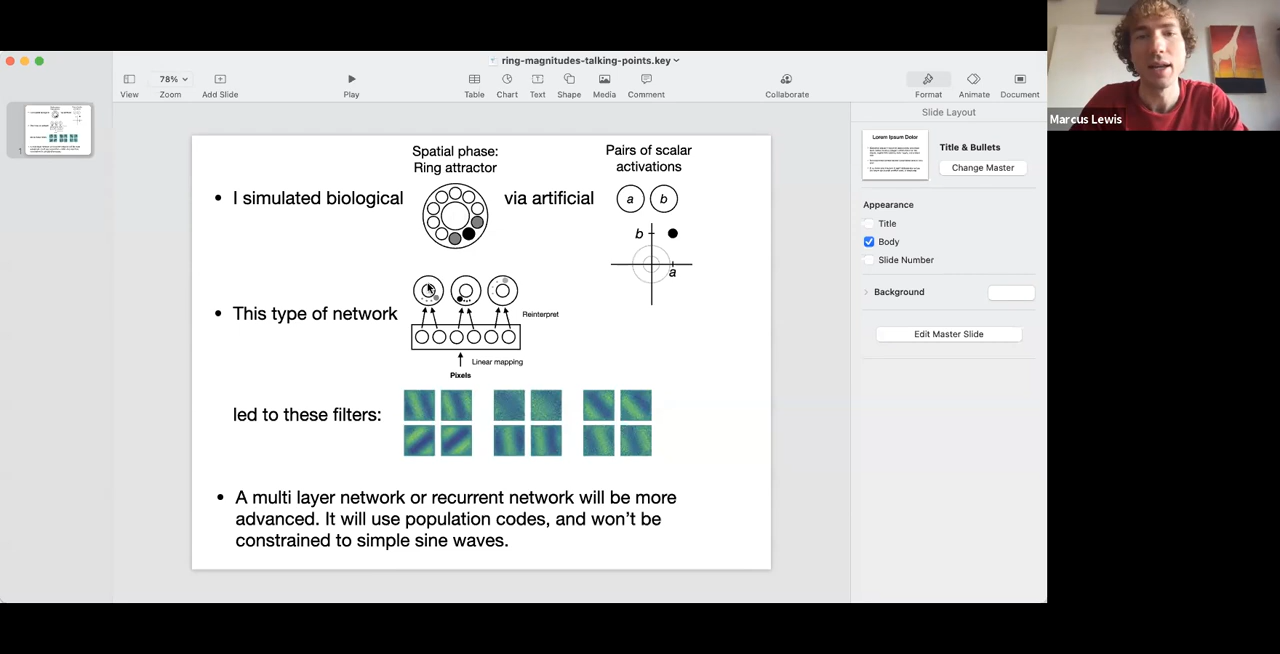 ring-magnitudes-talking-points.key
78%
View
Zoom
Add Slide
Play
Table
Chart
Text
Shape
Media
Comment
Collaborate
Format
Animate
Document
Marcus Lewis
1
Spatial phase:
Ring attractor
Pairs of scalar
activations
• I simulated biological
via artificial
a
b
b
a
• This type of network
Reinterpret
Linear mapping
Pixels
led to these filters:
• A multi layer network or recurrent network will be more
advanced. It will use population codes, and won't be
constrained to simple sine waves.
Slide Layout
Lorem Ipsum Dolor
Title & Bullets
Change Master
Appearance
Title
Body
Slide Number
Background
Edit Master Slide